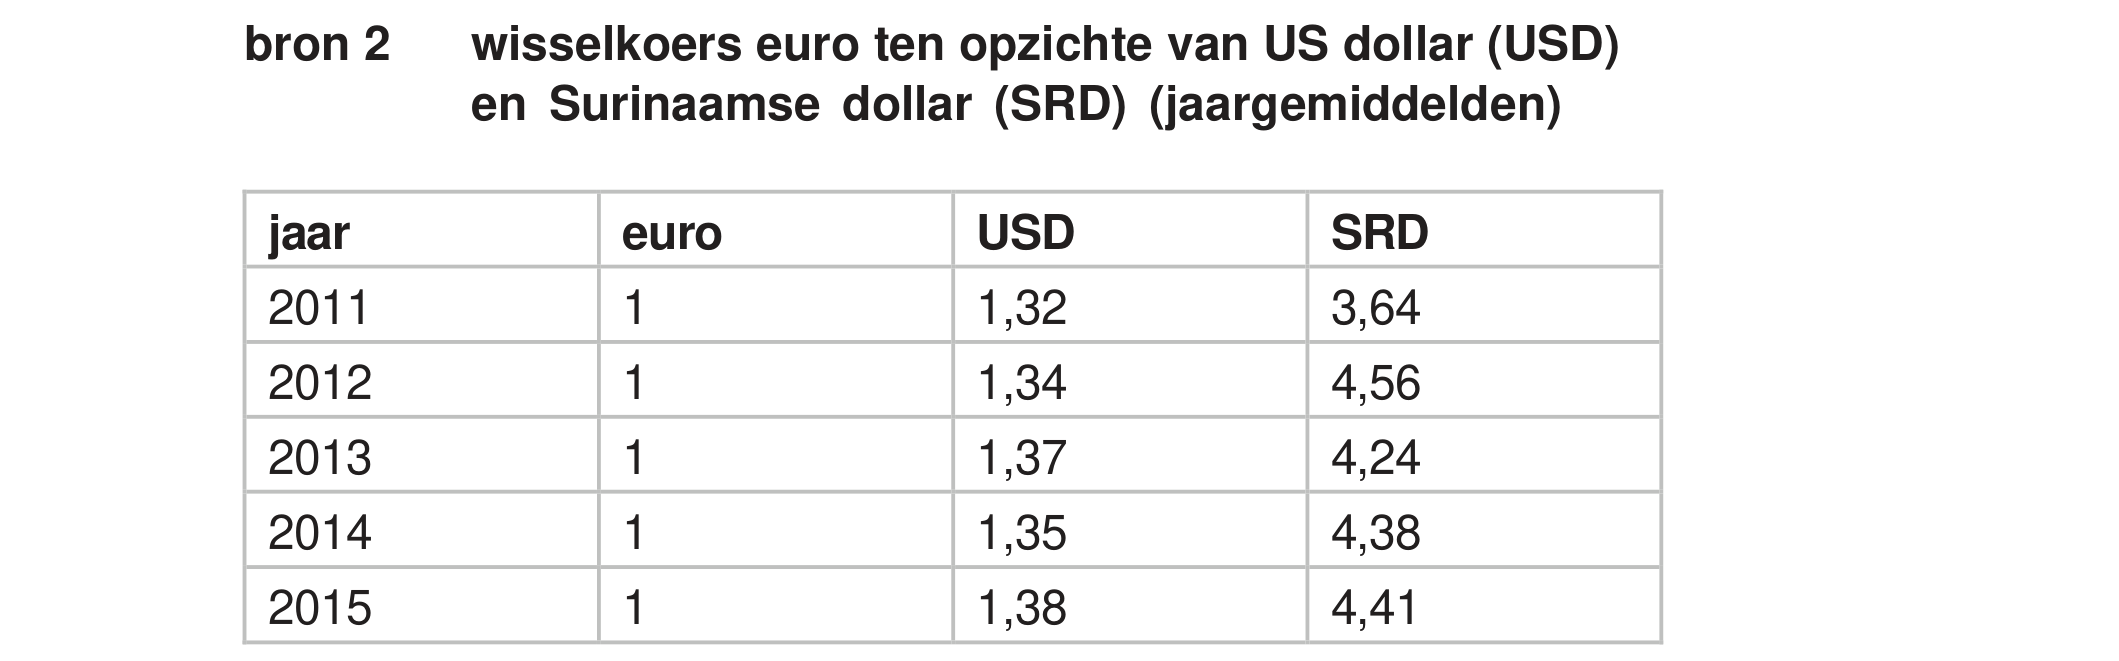 bron 2 wisselkoers euro ten opzichte van US dollar (USD)
en Surinaamse dollar (SRD) (jaargemiddelden)
jaar euro USD SRD
2011 1 1,32 3,64
2012 1 1,34 4,56
2013 1 1,37 4,24
2014 1 1,35 4,38
2015 1 1,38 4,41